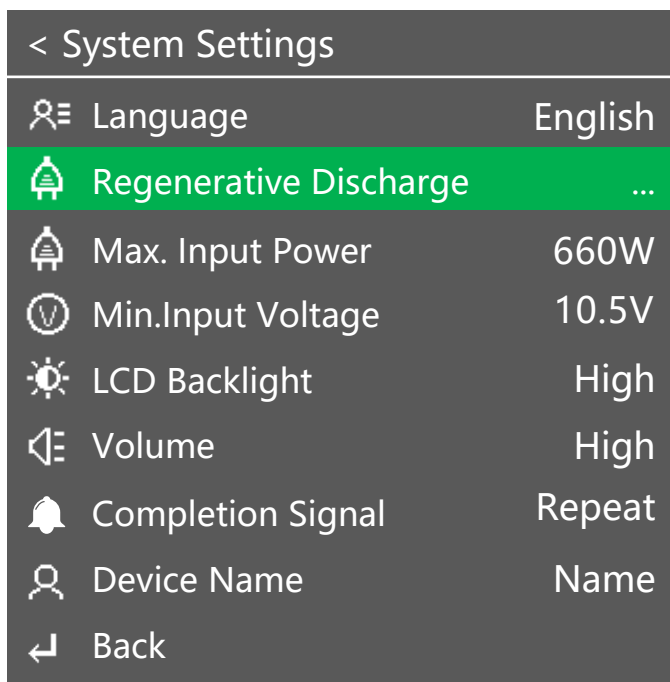 < System Settings
Language English
Regenerative Discharge ...
Max. Input Power 660W
Min.Input Voltage 10.5V
LCD Backlight High
Volume High
Completion Signal Repeat
Device Name Name
Back